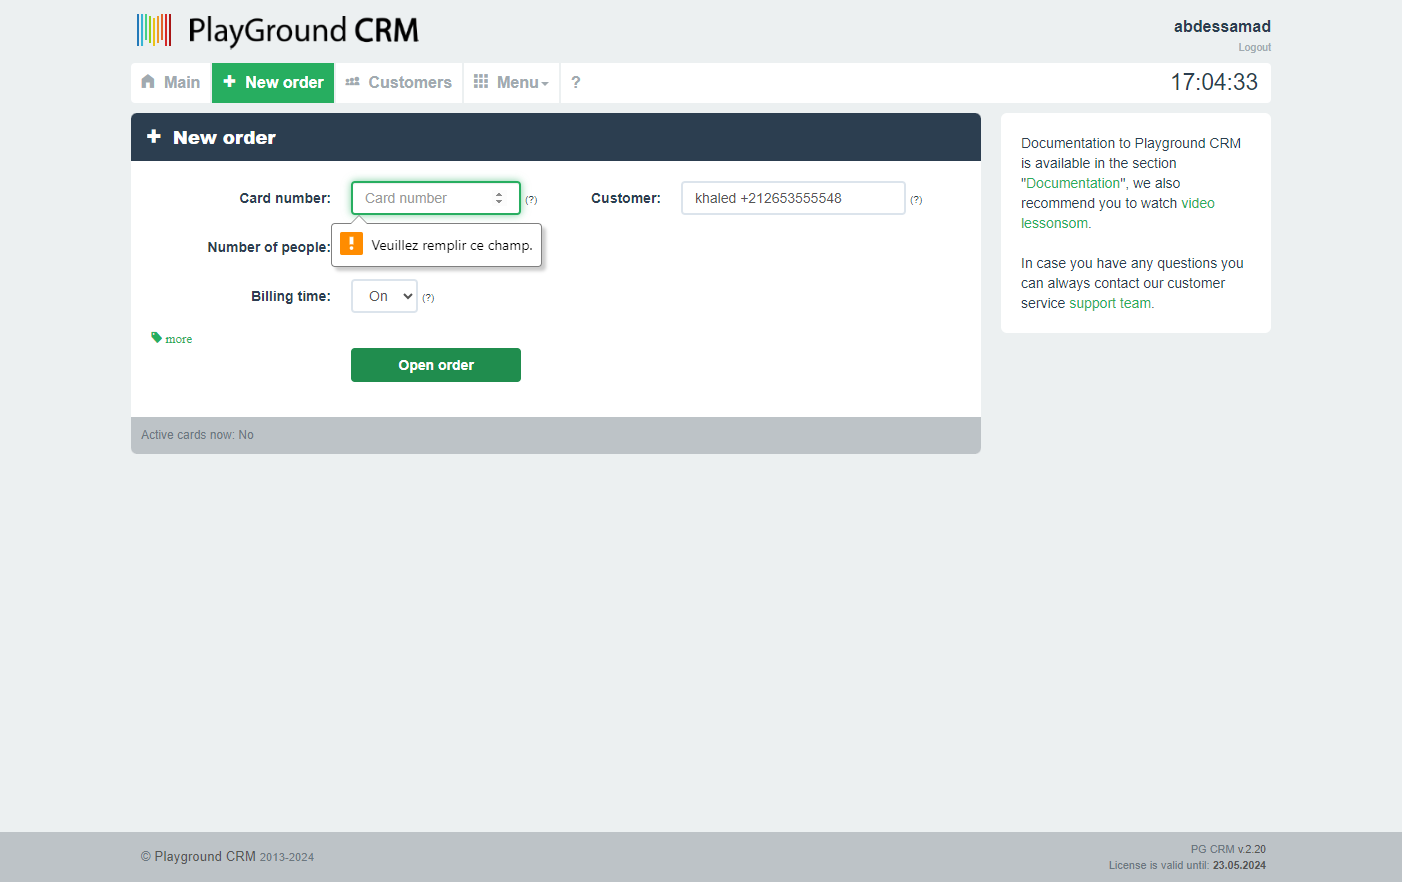 PlayGround CRM
abdessamad
Logout
Main
New order
Customers
Menu
?
17:04:33
New order
Card number:
Card number
(?)
Customer:
khaled +212653555548
(?)
Number of people:
Veuillez remplir ce champ.
Billing time:
On
(?)
more
Open order
Active cards now: No
Documentation to Playground CRM
is available in the section
"Documentation", we also
recommend you to watch video
lessonsom.
In case you have any questions you
can always contact our customer
service support team.
© Playground CRM 2013-2024
PG CRM v.2.20
License is valid until: 23.05.2024